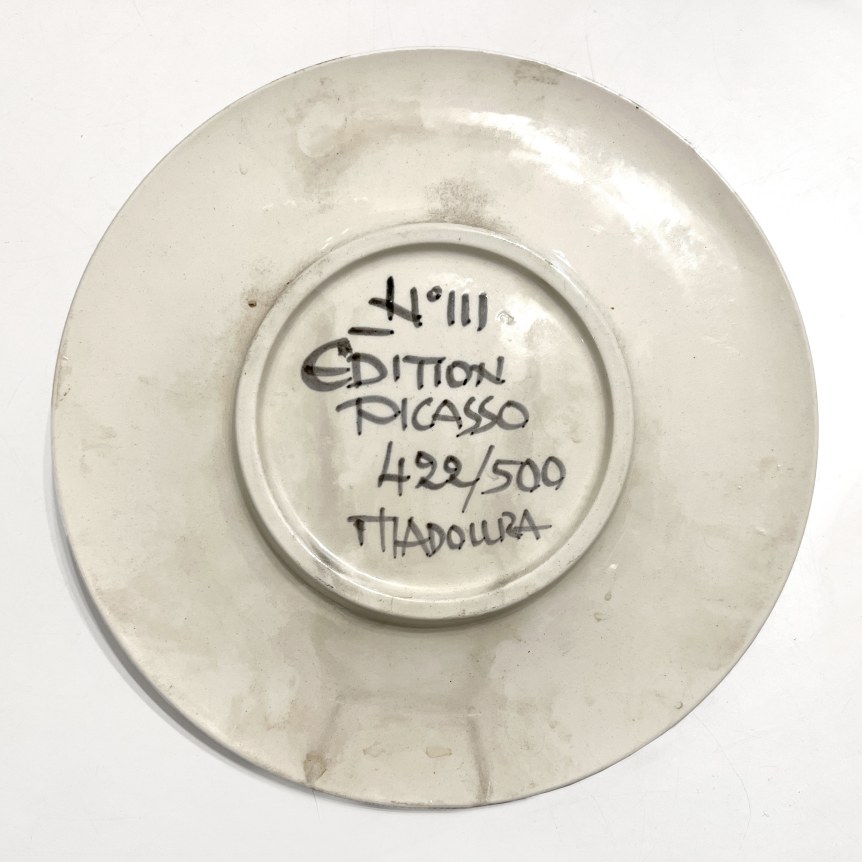 N°111
EDITION
PICASSO
422/500
MADOURA